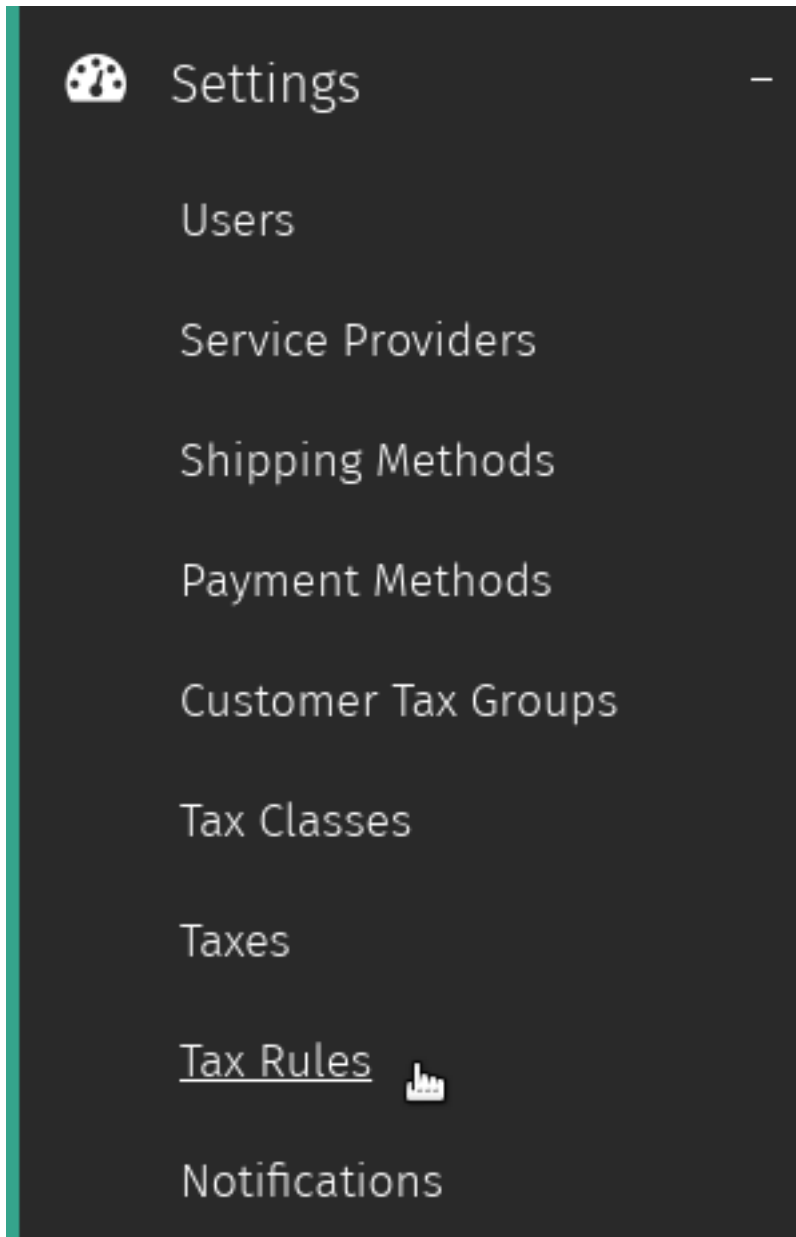 Settings
Users
Service Providers
Shipping Methods
Payment Methods
Customer Tax Groups
Tax Classes
Taxes
Tax Rules
Notifications